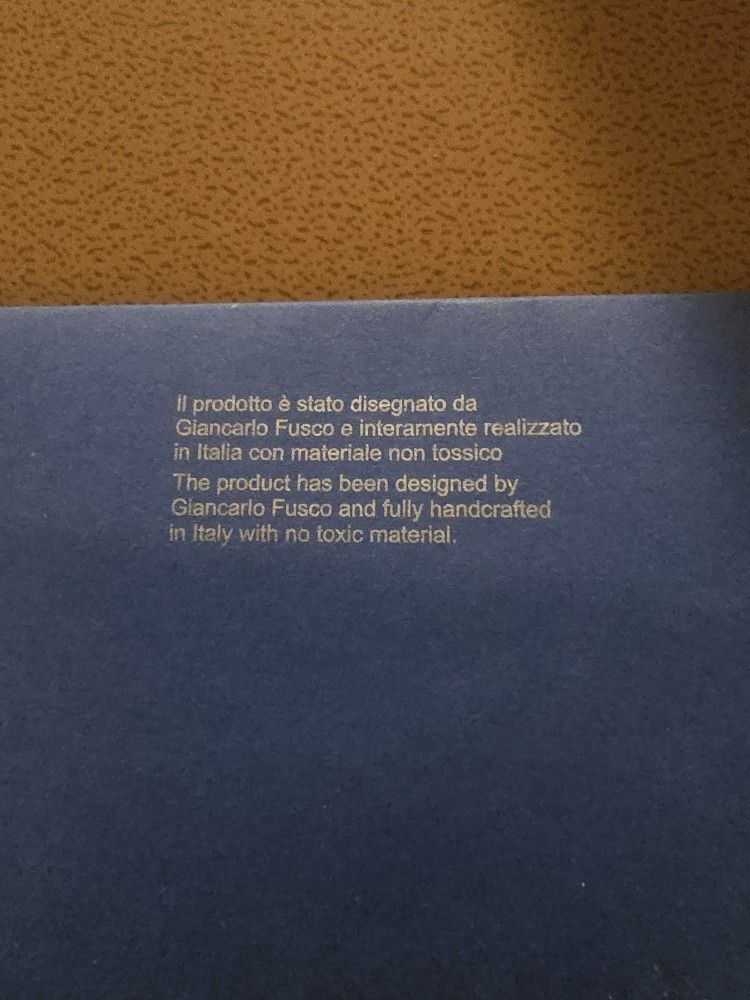 Il prodotto è stato disegnato da
Giancarlo Fusco e interamente realizzato
in Italia con materiale non tossico
The product has been designed by
Giancarlo Fusco and fully handcrafted
in Italy with no toxic material.